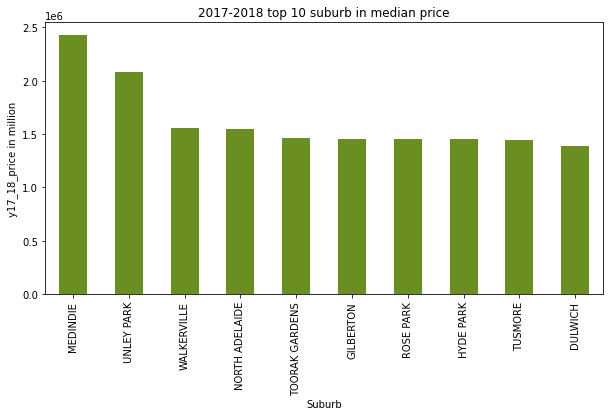 2017-2018 top 10 suburb in median price
1e6
2.5
2.0
1.5
1.0
0.5
0.0
y17_18_price in million
MEDINDIE
UNLEY PARK
WALKERVILLE
NORTH ADELAIDE
TOORAK GARDENS
GILBERTON
ROSE PARK
HYDE PARK
TUSMORE
DULWICH
Suburb